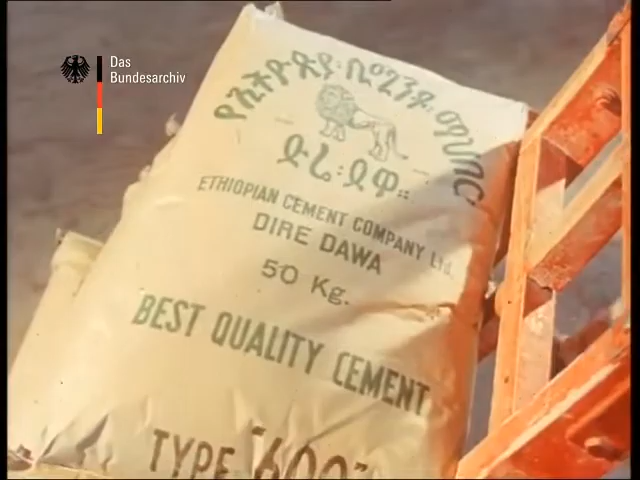 Das
Bundesarchiv
የኢትዮጵያ፡ሲሚንቶ፡ማህበር
ድሬ፡ዳዋ።
ETHIOPIAN CEMENT COMPANY Ltd.
DIRE DAWA
50 Kg.
BEST QUALITY CEMENT
TYPE "600"